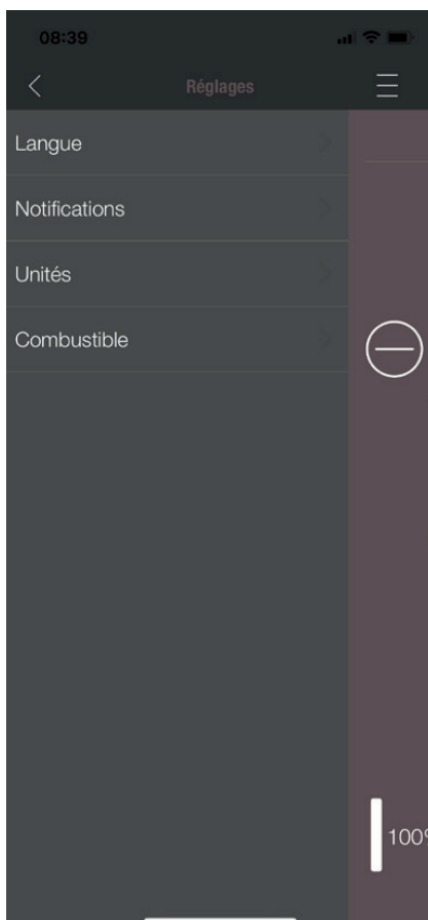 08:39
Réglages
Langue
Notifications
Unités
Combustible
100%